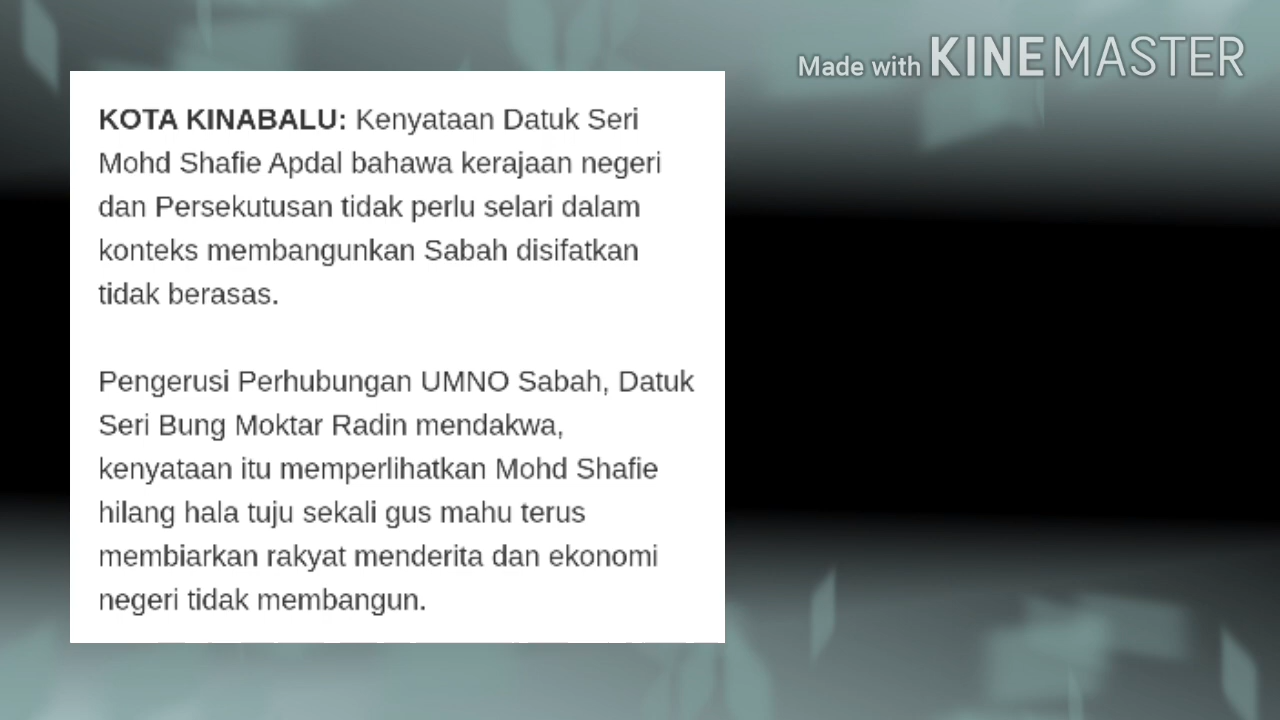 Made with KINEMASTER
KOTA KINABALU: Kenyataan Datuk Seri
Mohd Shafie Apdal bahawa kerajaan negeri
dan Persekutusan tidak perlu selari dalam
konteks membangunkan Sabah disifatkan
tidak berasas.
Pengerusi Perhubungan UMNO Sabah, Datuk
Seri Bung Moktar Radin mendakwa,
kenyataan itu memperlihatkan Mohd Shafie
hilang hala tuju sekali gus mahu terus
membiarkan rakyat menderita dan ekonomi
negeri tidak membangun.